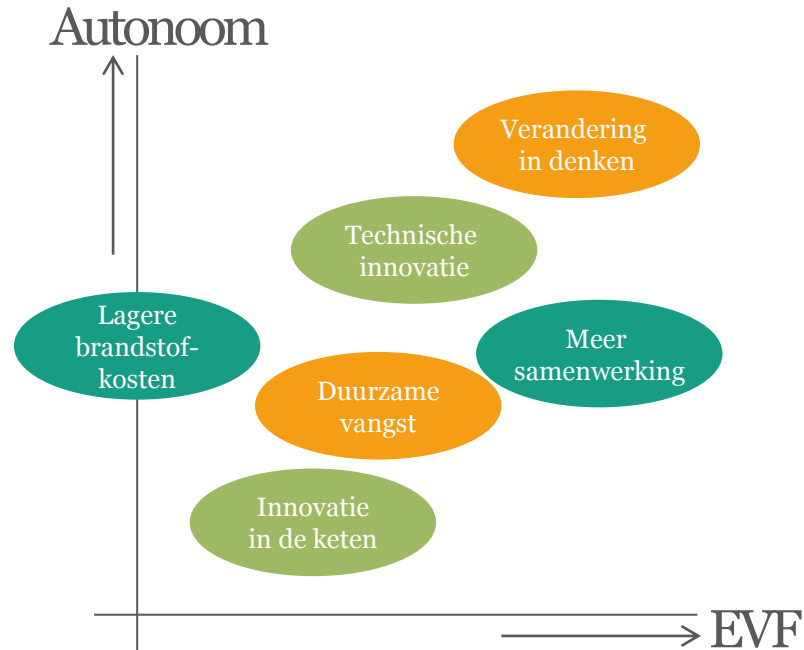 Autonoom
Verandering
in denken
Technische
innovatie
Lagere
brandstof-
kosten
Meer
samenwerking
Duurzame
vangst
Innovatie
in de keten
EVF